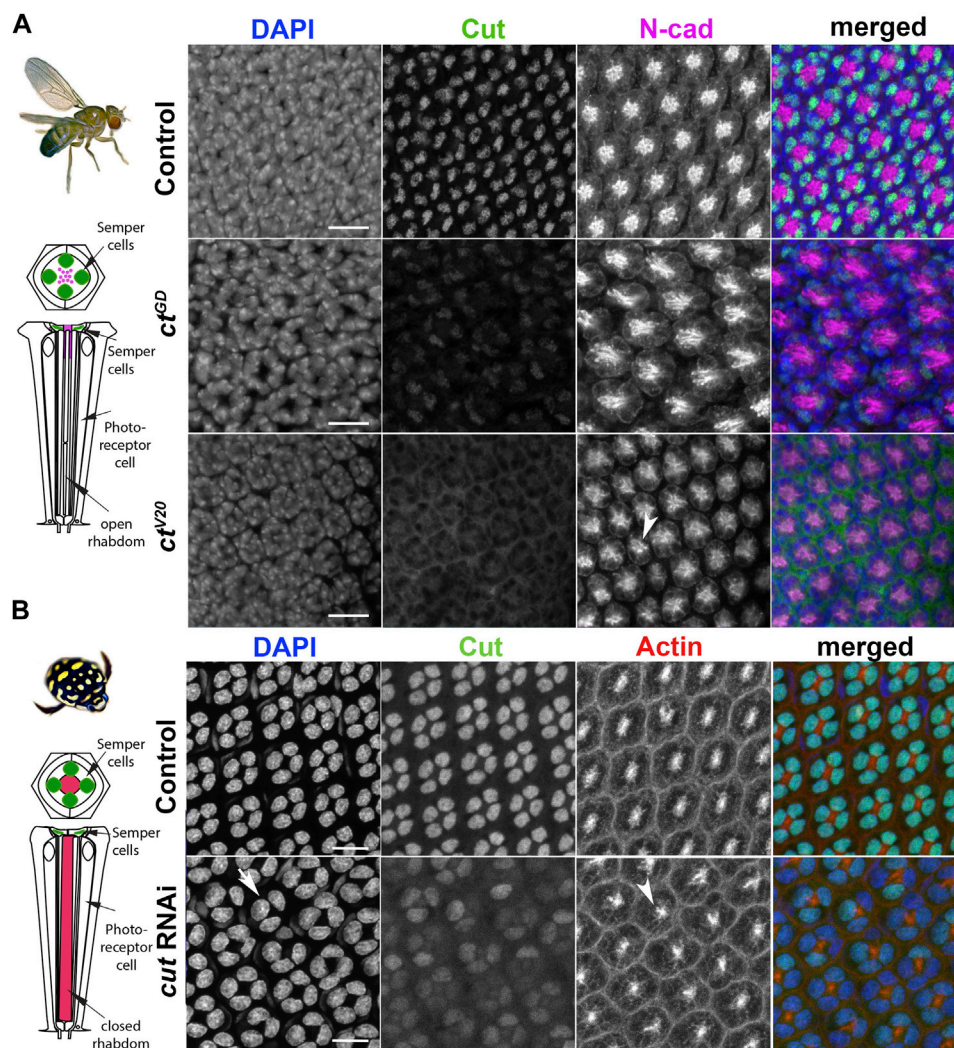 A
DAPI
Cut
N-cad
merged
Control
Semper
cells
ct^GD
Semper
cells
Photo-
receptor
cell
open
rhabdom
ct^V20
B
DAPI
Cut
Actin
merged
Control
Semper
cells
Semper
cells
cut RNAi
Photo-
receptor
cell
closed
rhabdom